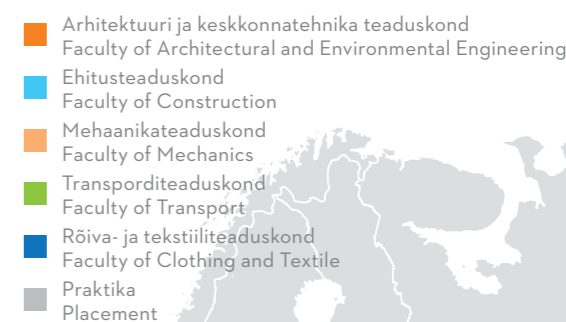 Arhitektuuri ja keskkonnatehnika teaduskond
Faculty of Architectural and Environmental Engineering
Ehitusteaduskond
Faculty of Construction
Mehaanikateaduskond
Faculty of Mechanics
Transporditeaduskond
Faculty of Transport
Rõiva- ja tekstiiliteaduskond
Faculty of Clothing and Textile
Praktika
Placement